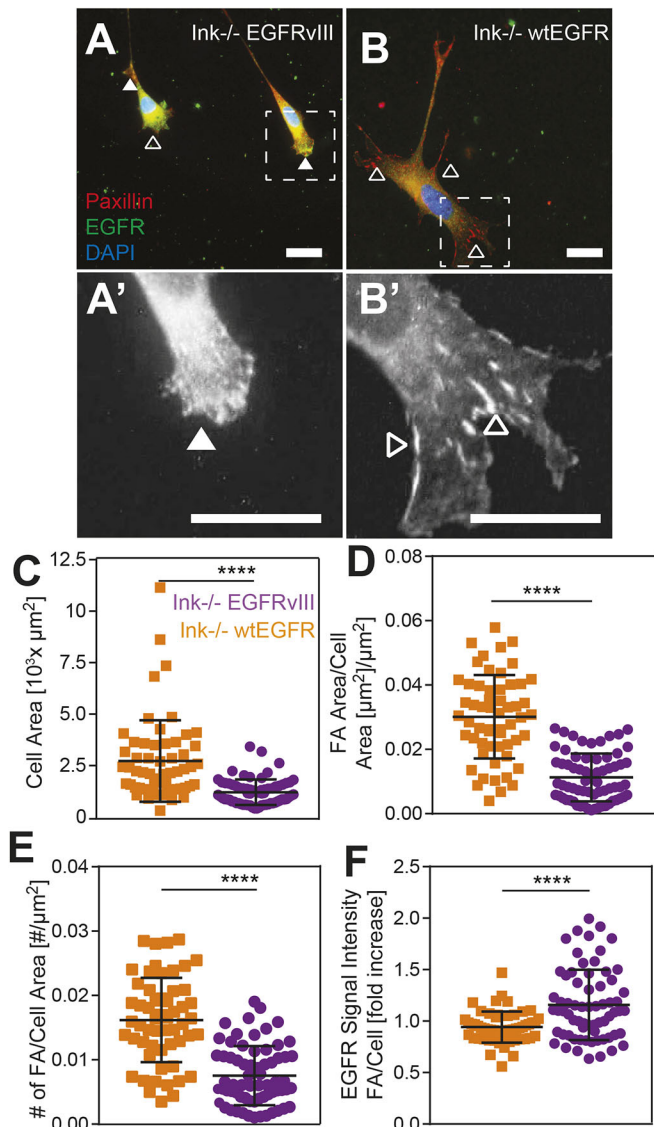 A Ink-/- EGFRvIII
B Ink-/- wtEGFR
Paxillin
EGFR
DAPI
A'
B'
C
Cell Area [10³x µm²]
12.5
10.0
7.5
5.0
2.5
0.0
****
Ink-/- EGFRvIII
Ink-/- wtEGFR
D
FA Area/Cell
Area [µm²]/µm²]
0.08
0.06
0.04
0.02
0.00
****
E
# of FA/Cell Area [#/µm²]
0.04
0.03
0.02
0.01
0.00
****
F
EGFR Signal Intensity
FA/Cell [fold increase]
2.5
2.0
1.5
1.0
0.5
0.0
****